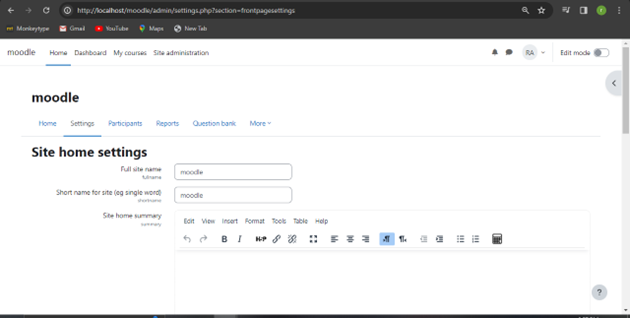 http://localhost/moodle/admin/settings.php?section=frontpagesettings
Monkeytype Gmail YouTube Maps New Tab
moodle Home Dashboard My courses Site administration RA Edit mode
moodle
Home Settings Participants Reports Question bank More
Site home settings
Full site name moodle
fullname
Short name for site (eg single word) moodle
shortname
Site home summary
summary
Edit View Insert Format Tools Table Help
B I H-P
?